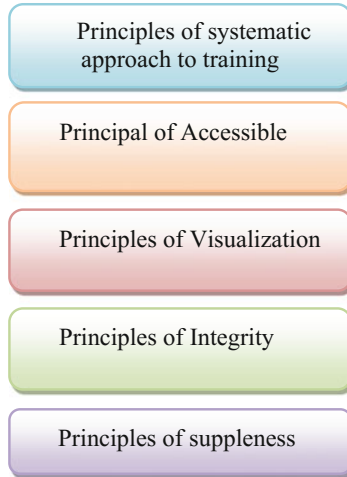 Principles of systematic
approach to training
Principal of Accessible
Principles of Visualization
Principles of Integrity
Principles of suppleness